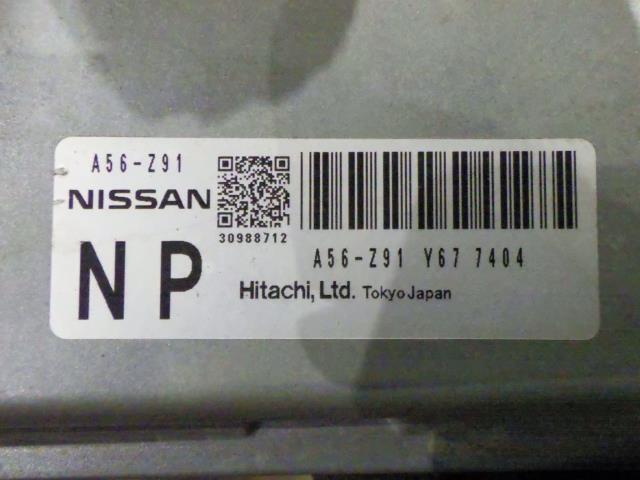 A56-Z91
NISSAN
NP
30988712
A56-Z91 Y67 7404
Hitachi, Ltd. Tokyo Japan